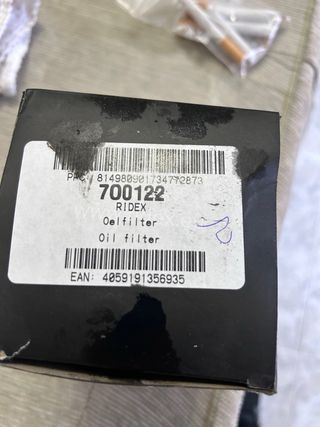 814980901734772873
700122
RIDEX
Oelfilter
Oil filter
EAN: 4059191356935